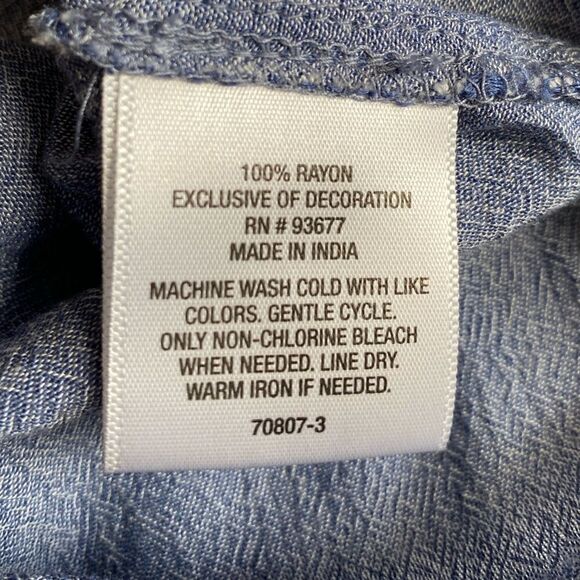 100% RAYON
EXCLUSIVE OF DECORATION
RN # 93677
MADE IN INDIA
MACHINE WASH COLD WITH LIKE
COLORS. GENTLE CYCLE.
ONLY NON-CHLORINE BLEACH
WHEN NEEDED. LINE DRY.
WARM IRON IF NEEDED.
70807-3